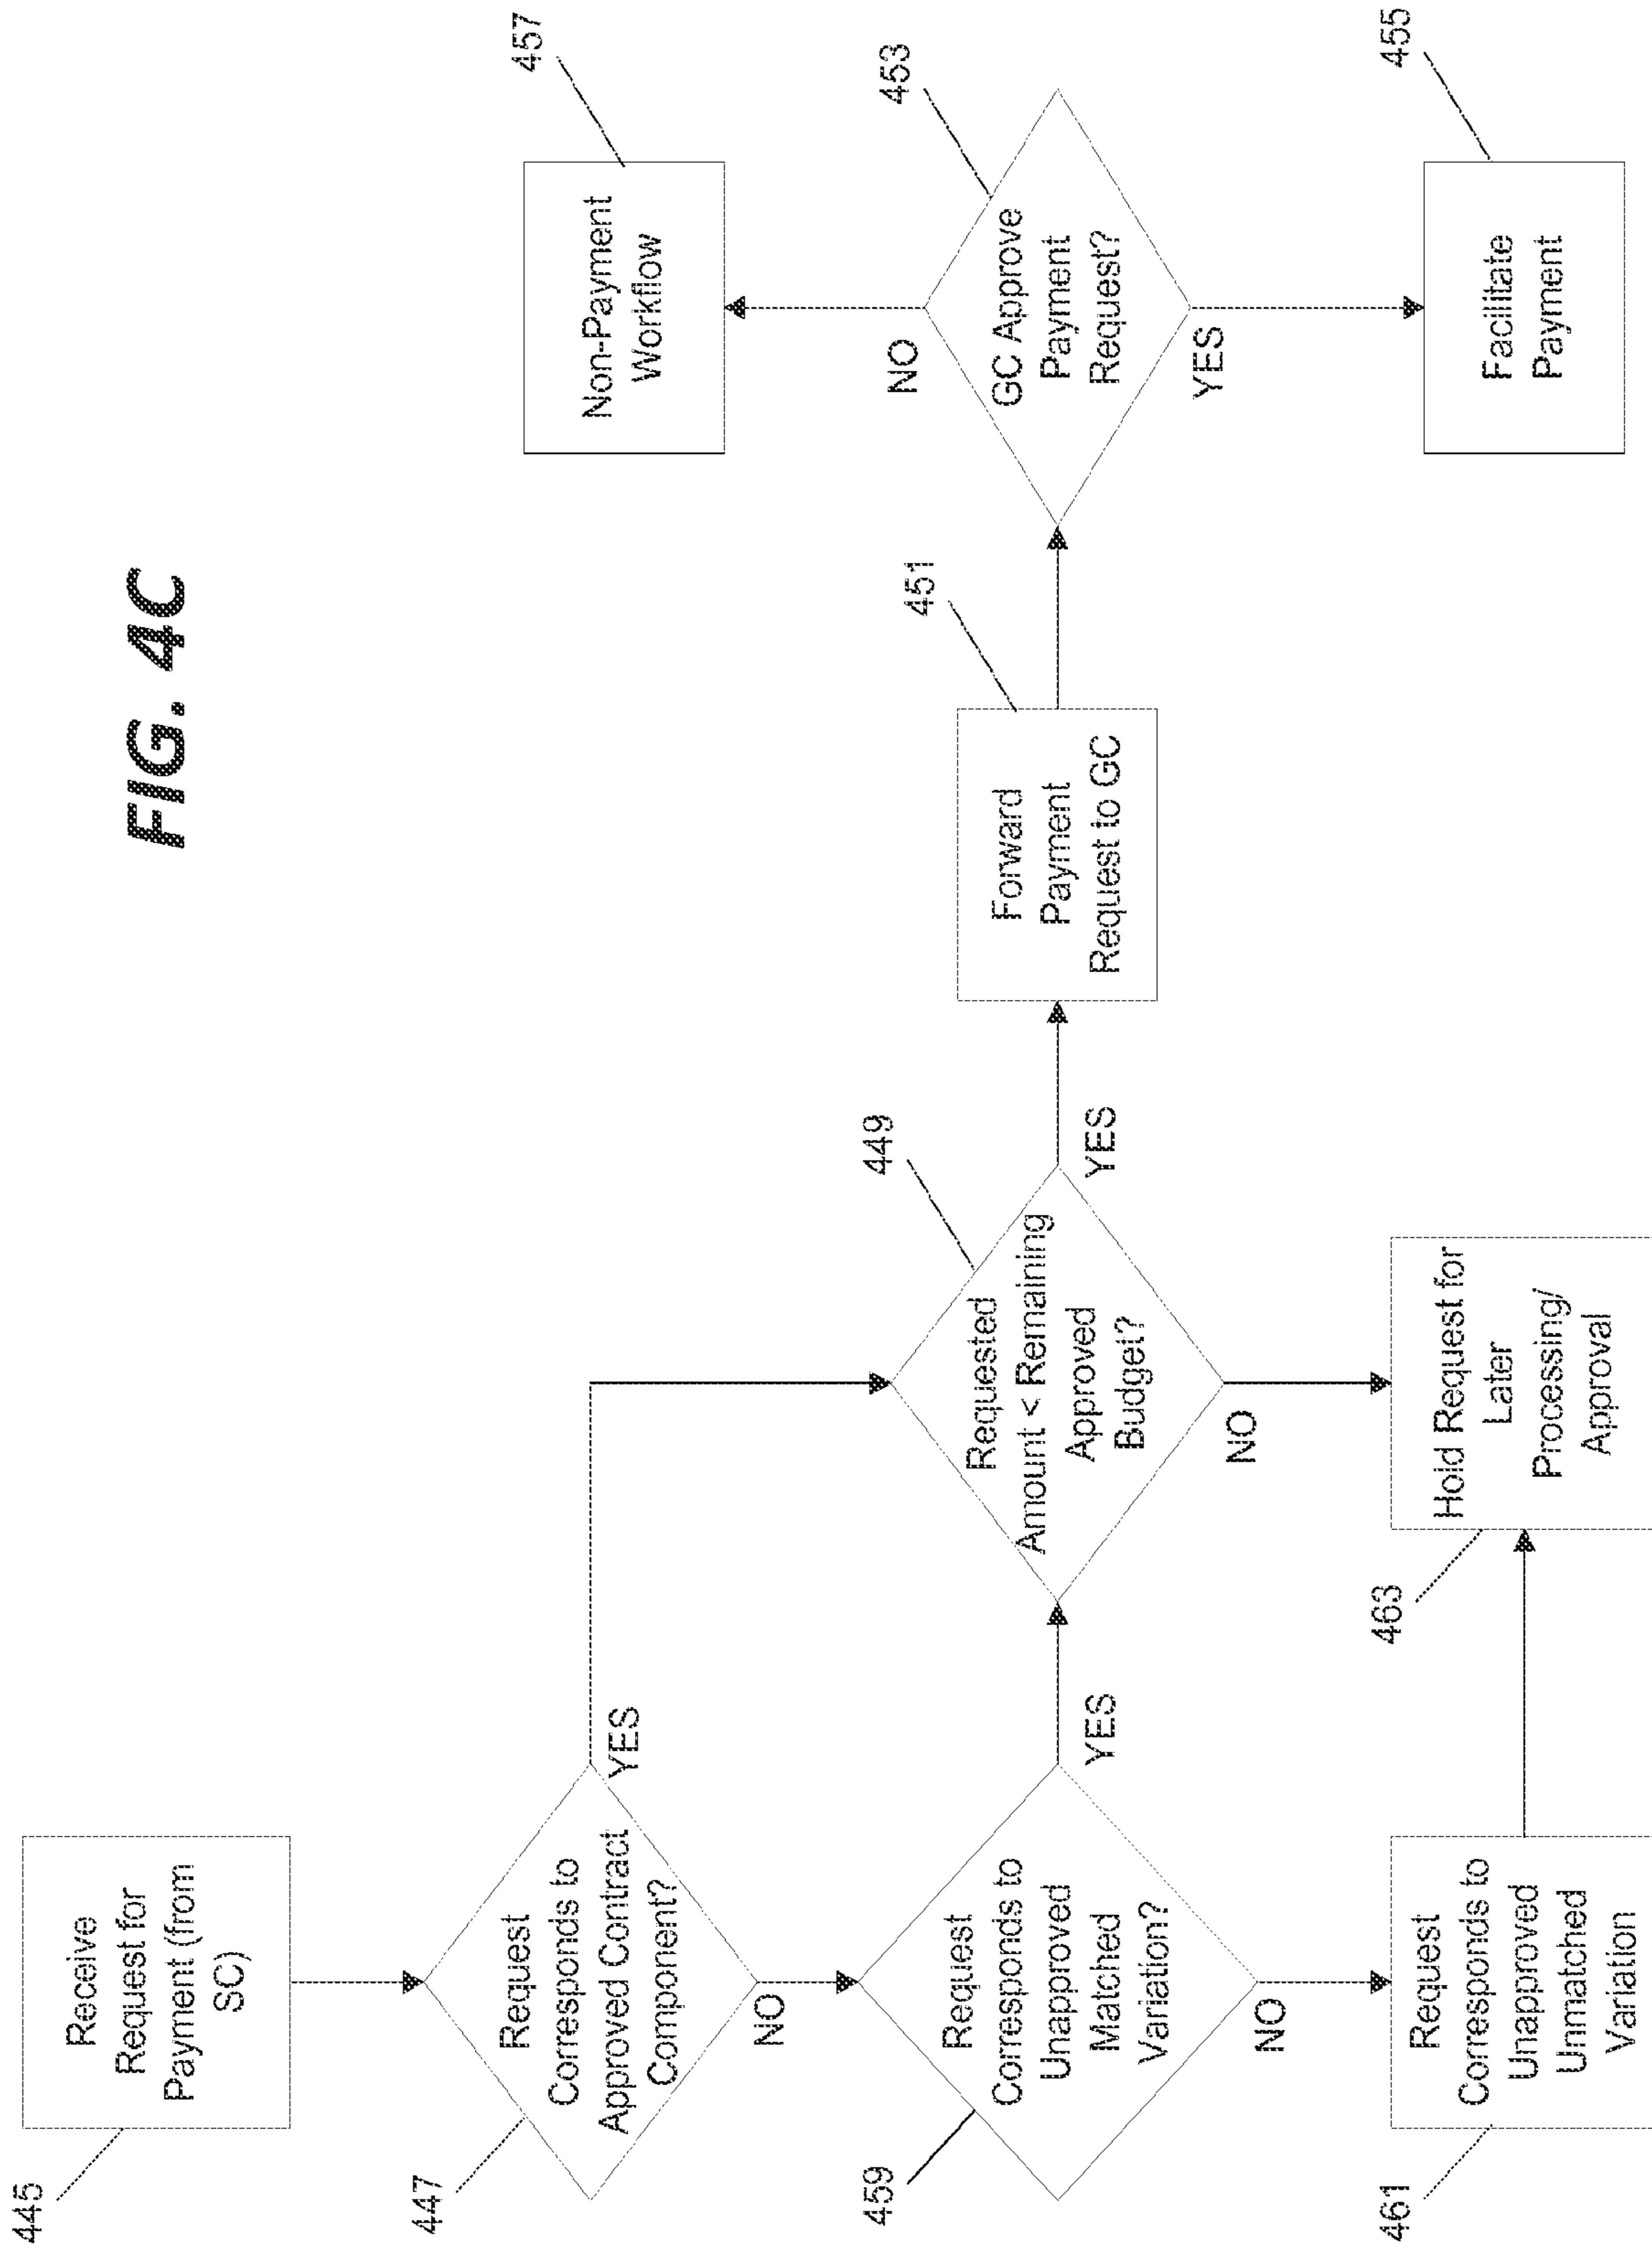 FIG. 4C
445
Receive
Request for
Payment (from
SC)
447
Request
Corresponds to
Approved Contract
Component?
YES
NO
459
Request
Corresponds to
Unapproved
Matched
Variation?
YES
NO
461
Request
Corresponds to
Unapproved
Unmatched
Variation
449
Requested
Amount < Remaining
Approved
Budget?
YES
NO
463
Hold Request for
Later
Processing/
Approval
451
Forward
Payment
Request to GC
453
GC Approve
Payment
Request?
NO
YES
457
Non-Payment
Workflow
455
Facilitate
Payment